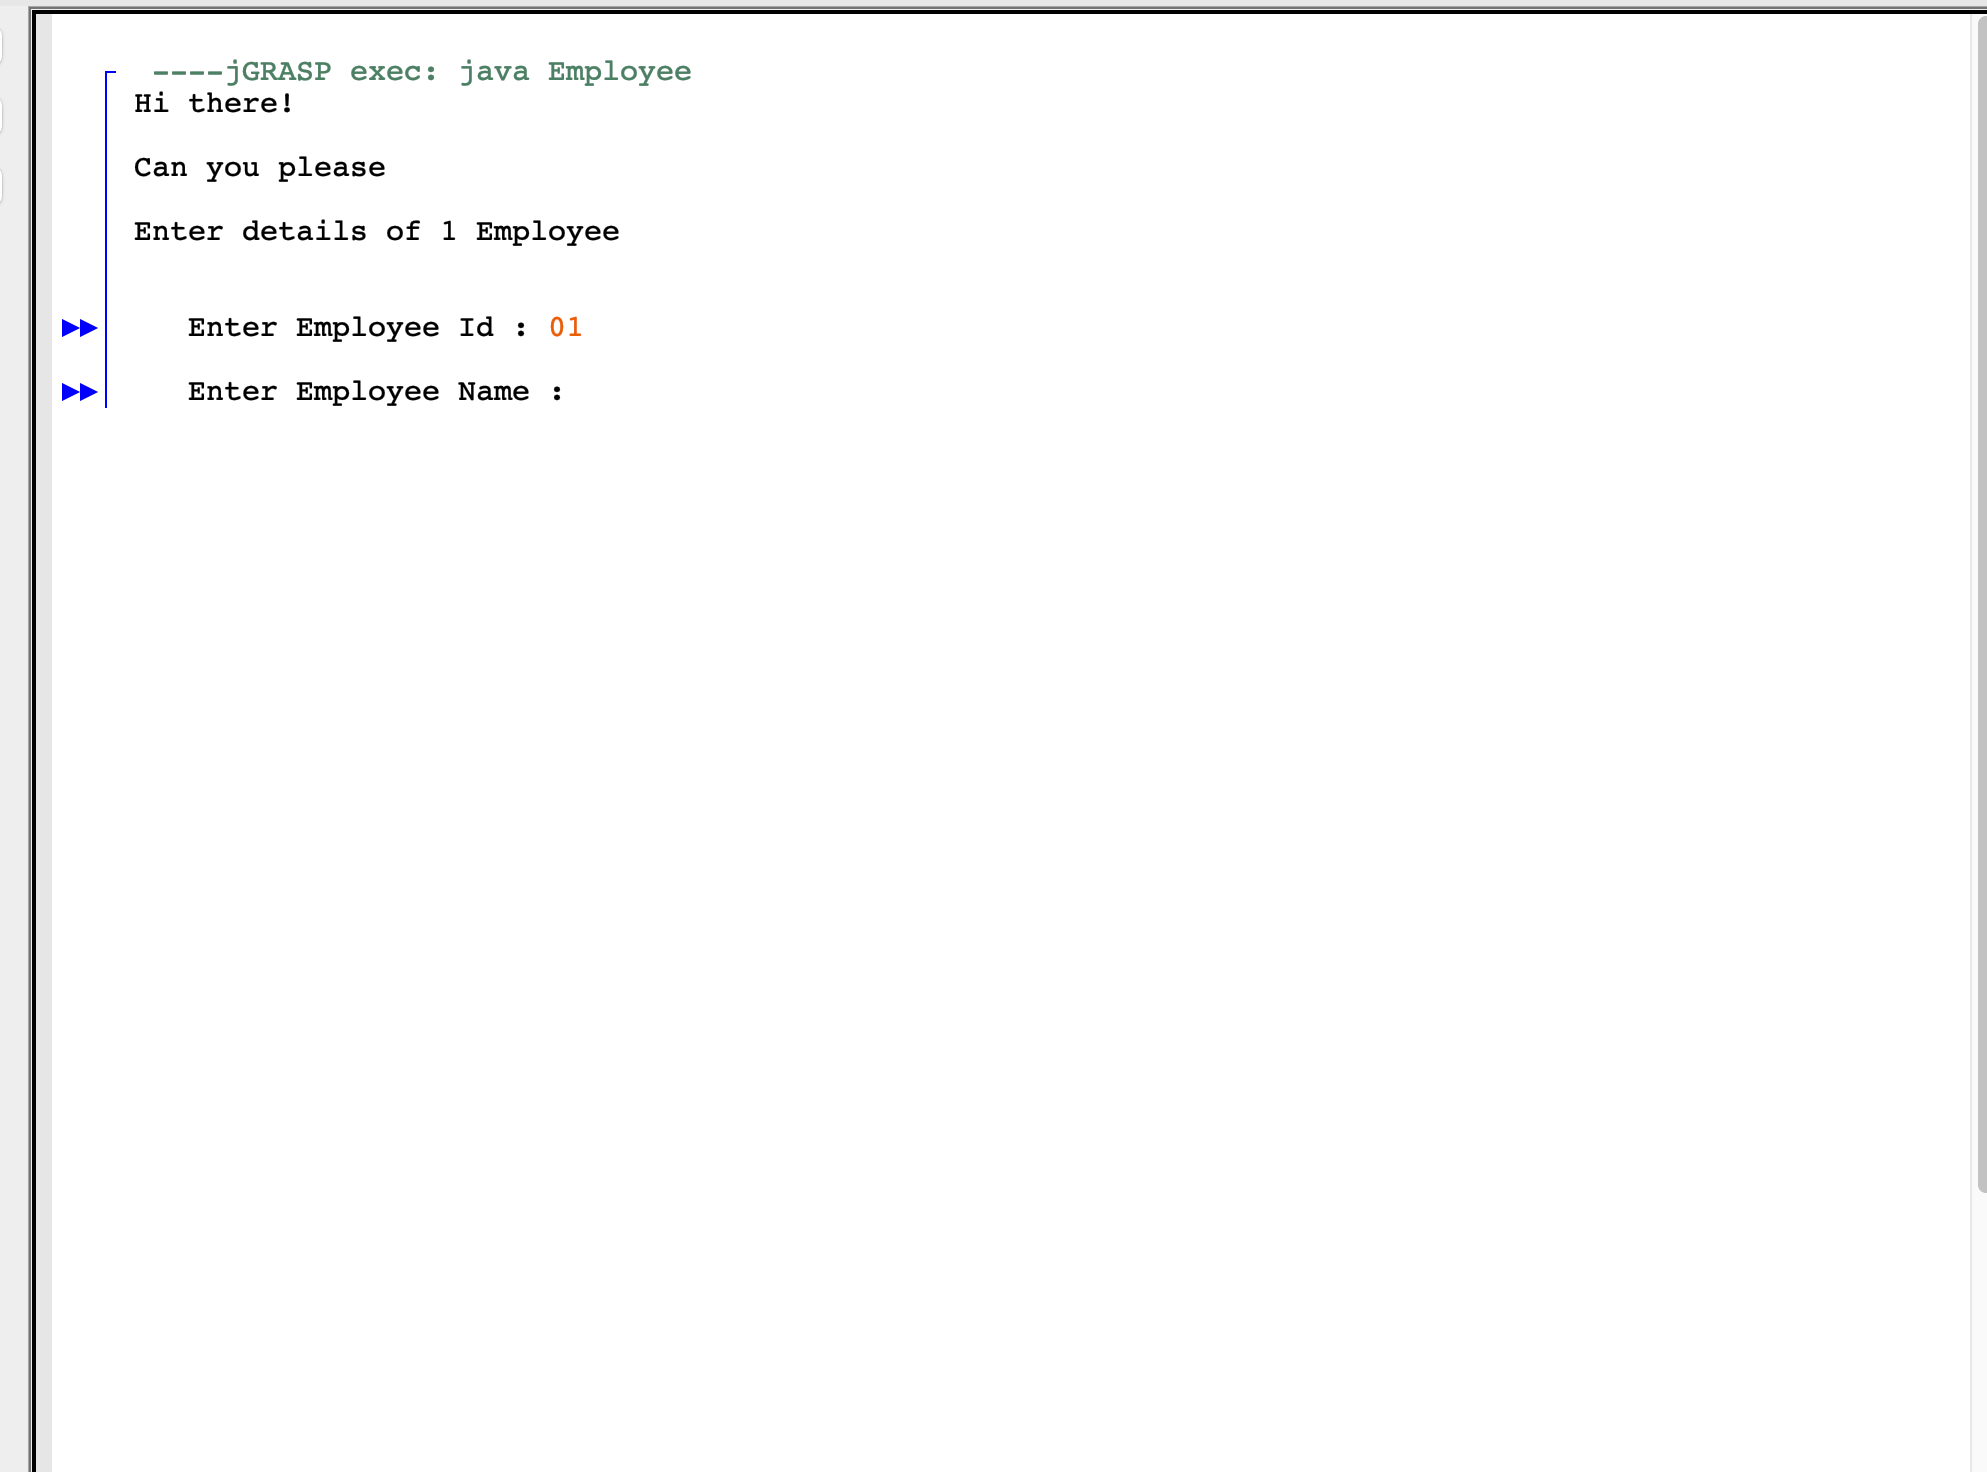 ----jGRASP exec: java Employee
Hi there!
Can you please
Enter details of 1 Employee
Enter Employee Id : 01
Enter Employee Name :